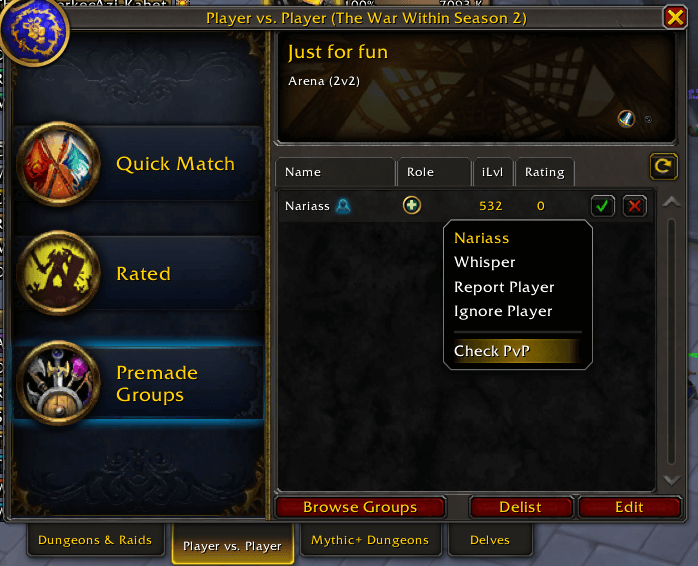 100%
Player vs. Player (The War Within Season 2)
Just for fun
Arena (2v2)
Quick Match
Rated
Premade
Groups
Name Role iLvl Rating
Nariass 532 0
Nariass
Whisper
Report Player
Ignore Player
Check PvP
Browse Groups Delist Edit
Dungeons & Raids Player vs. Player Mythic+ Dungeons Delves